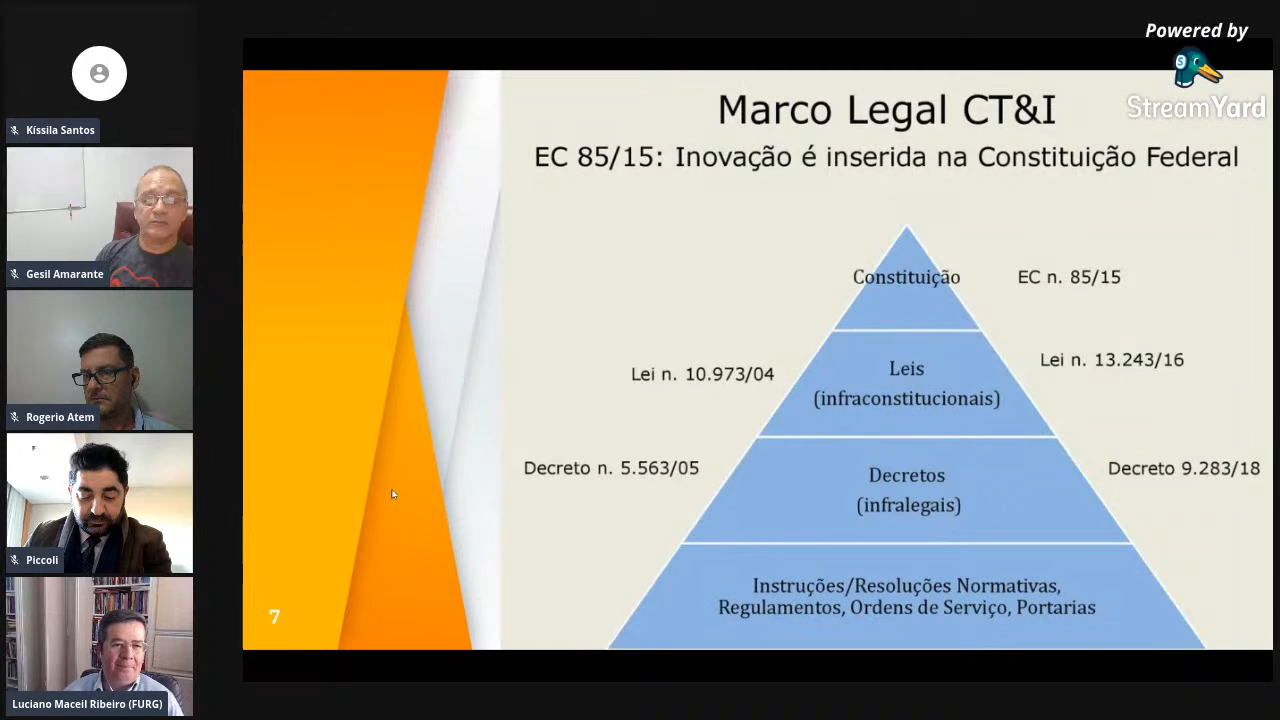 Powered by
StreamYard
Kíssila Santos
Gesil Amarante
Rogerio Atem
Piccoli
Luciano Maceil Ribeiro (FURG)
Marco Legal CT&I
EC 85/15: Inovação é inserida na Constituição Federal
Constituição
EC n. 85/15
Lei n. 10.973/04
Leis
(infraconstitucionais)
Lei n. 13.243/16
Decreto n. 5.563/05
Decretos
(infralegais)
Decreto 9.283/18
Instruções/Resoluções Normativas,
Regulamentos, Ordens de Serviço, Portarias
7